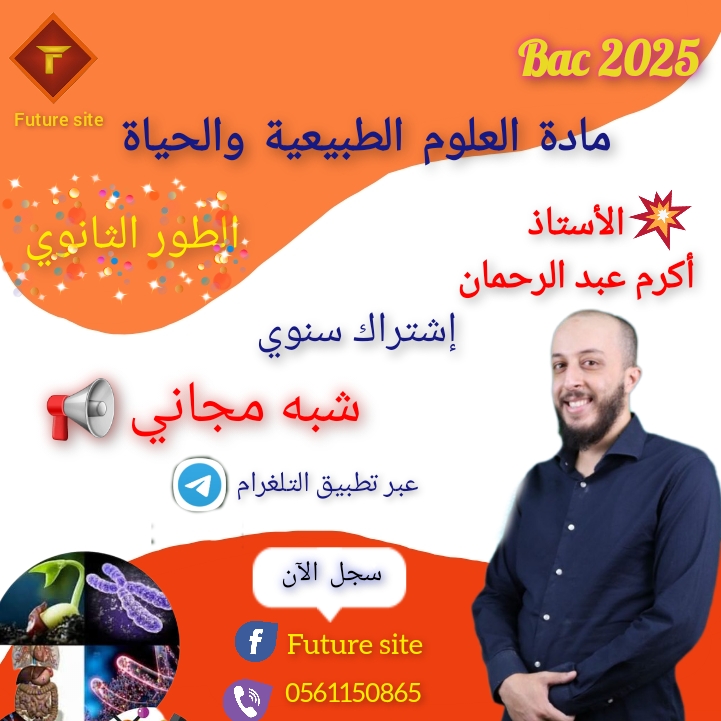 Bac 2025
Future site
مادة العلوم الطبيعية والحياة
الأستاذ
أكرم عبد الرحمان
الطور الثانوي
إشتراك سنوي
شبه مجاني
عبر تطبيق التلغرام
سجل الآن
Future site
0561150865